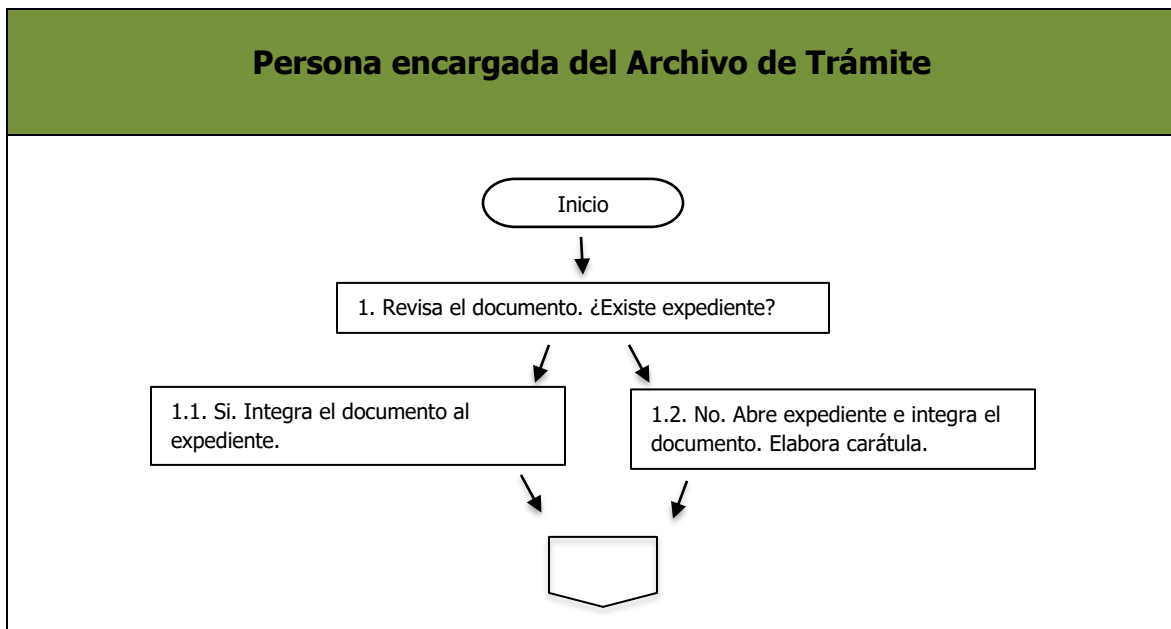 Persona encargada del Archivo de Trámite
Inicio
1. Revisa el documento. ¿Existe expediente?
1.1. Si. Integra el documento al
expediente.
1.2. No. Abre expediente e integra el
documento. Elabora carátula.